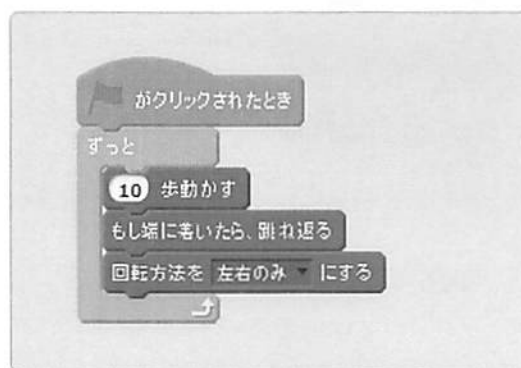 がクリックされたとき
ずっと
10 歩動かす
もし端に着いたら、跳ね返る
回転方法を 左右のみ にする